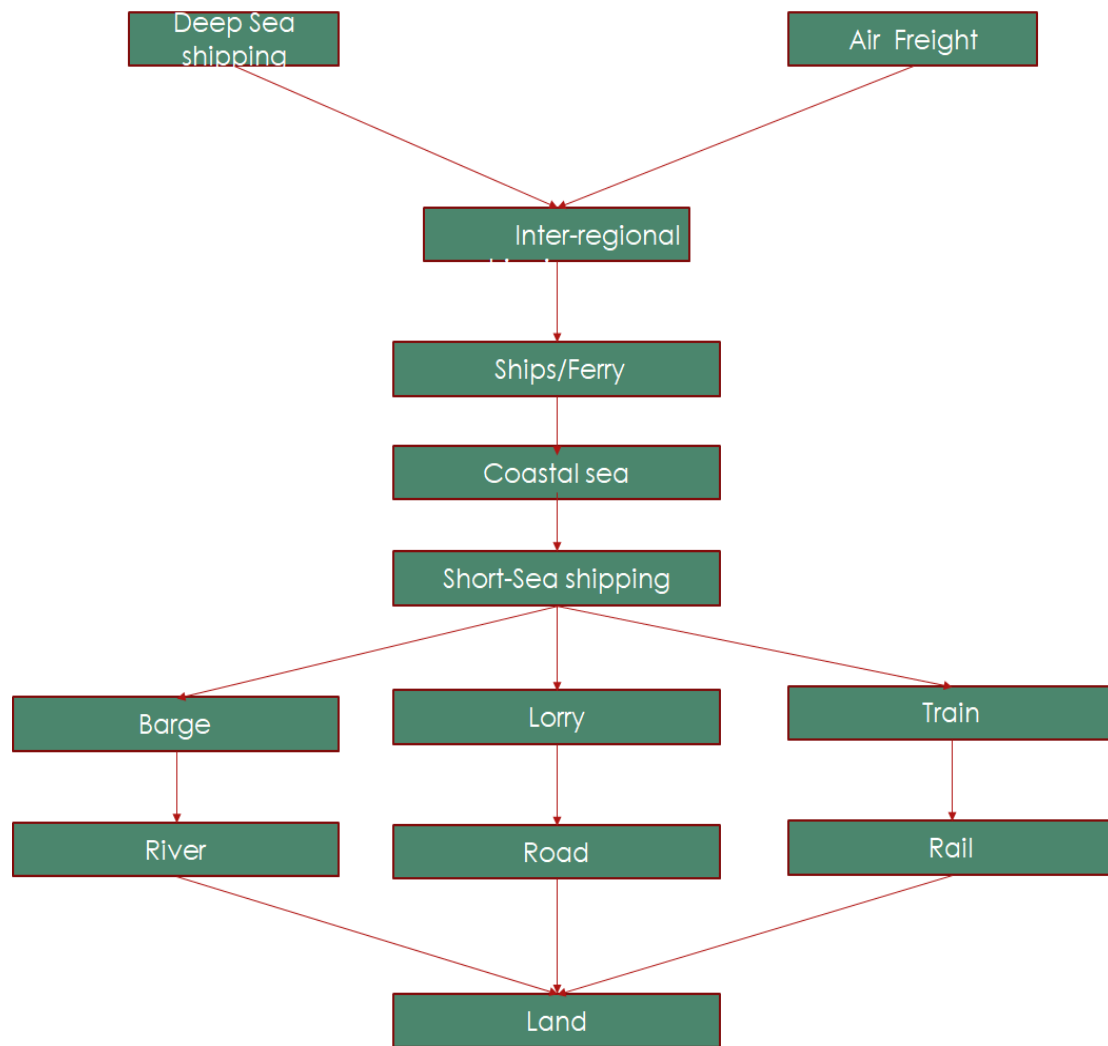 Deep Sea
shipping
Air Freight
Inter-regional
Ships/Ferry
Coastal sea
Short-Sea shipping
Barge
Lorry
Train
River
Road
Rail
Land